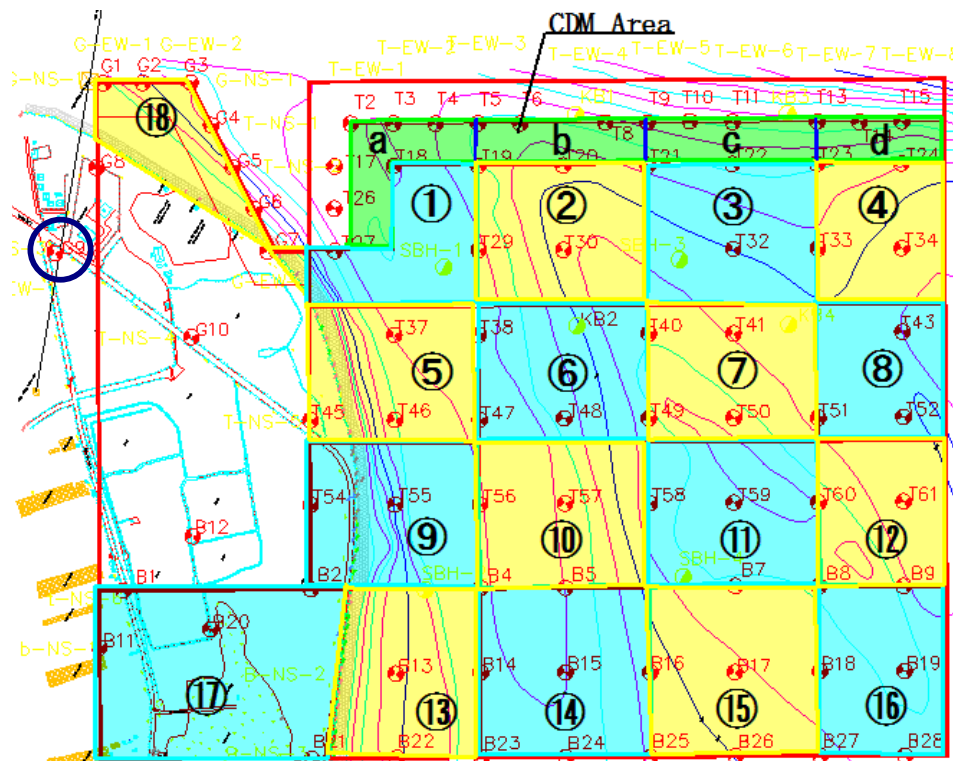 CDM Area
G-EW-1 G-EW-2
T-EW-1
T-EW-2
T-EW-3
T-EW-4
T-EW-5
T-EW-6
T-EW-7
T-EW-8
G1 G2 G3
G-NS-1
T2 T3 T4 T5 T6 KB1 T9 T10 T11 KB3 T13 T15
⑱ G4 T-NS-1 a b T8 c d
G8 G5 T17 T18 T19 T20 T21 T22 T23 T24
G6 T26 ① ② ③ ④
G9 G7 T27 SBH-1 T29 T30 SBH-3 T32 T33 T34
G10 T-NS-4 T37 T38 KB2 T40 T41 KB4 T43
⑤ ⑥ ⑦ ⑧
T45 T46 T47 T48 T49 T50 T51 T52
T54 T55 T56 T57 T58 T59 T60 T61
B12 ⑨ ⑩ ⑪ ⑫
B1 B2 B4 B5 B7 B8 B9
B11 B20
b-NS-1
B-NS-2 B13 B14 B15 B16 B17 B18 B19
⑰ ⑬ ⑭ ⑮ ⑯
B21 B22 B23 B24 B25 B26 B27 B28